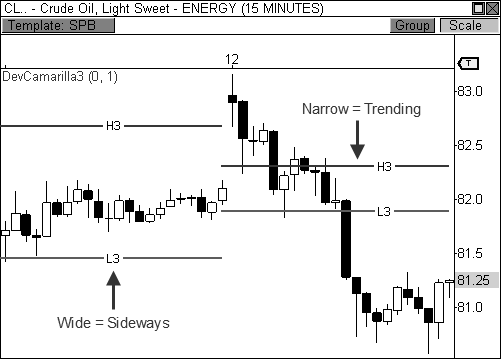 CL.. - Crude Oil, Light Sweet - ENERGY (15 MINUTES)
Template: SPB Group Scale
12
T
DevCamarilla3 (0, 1)
83.0
Narrow = Trending
H3
82.5
H3
82.0
L3
81.5
L3
81.25
81.0
Wide = Sideways